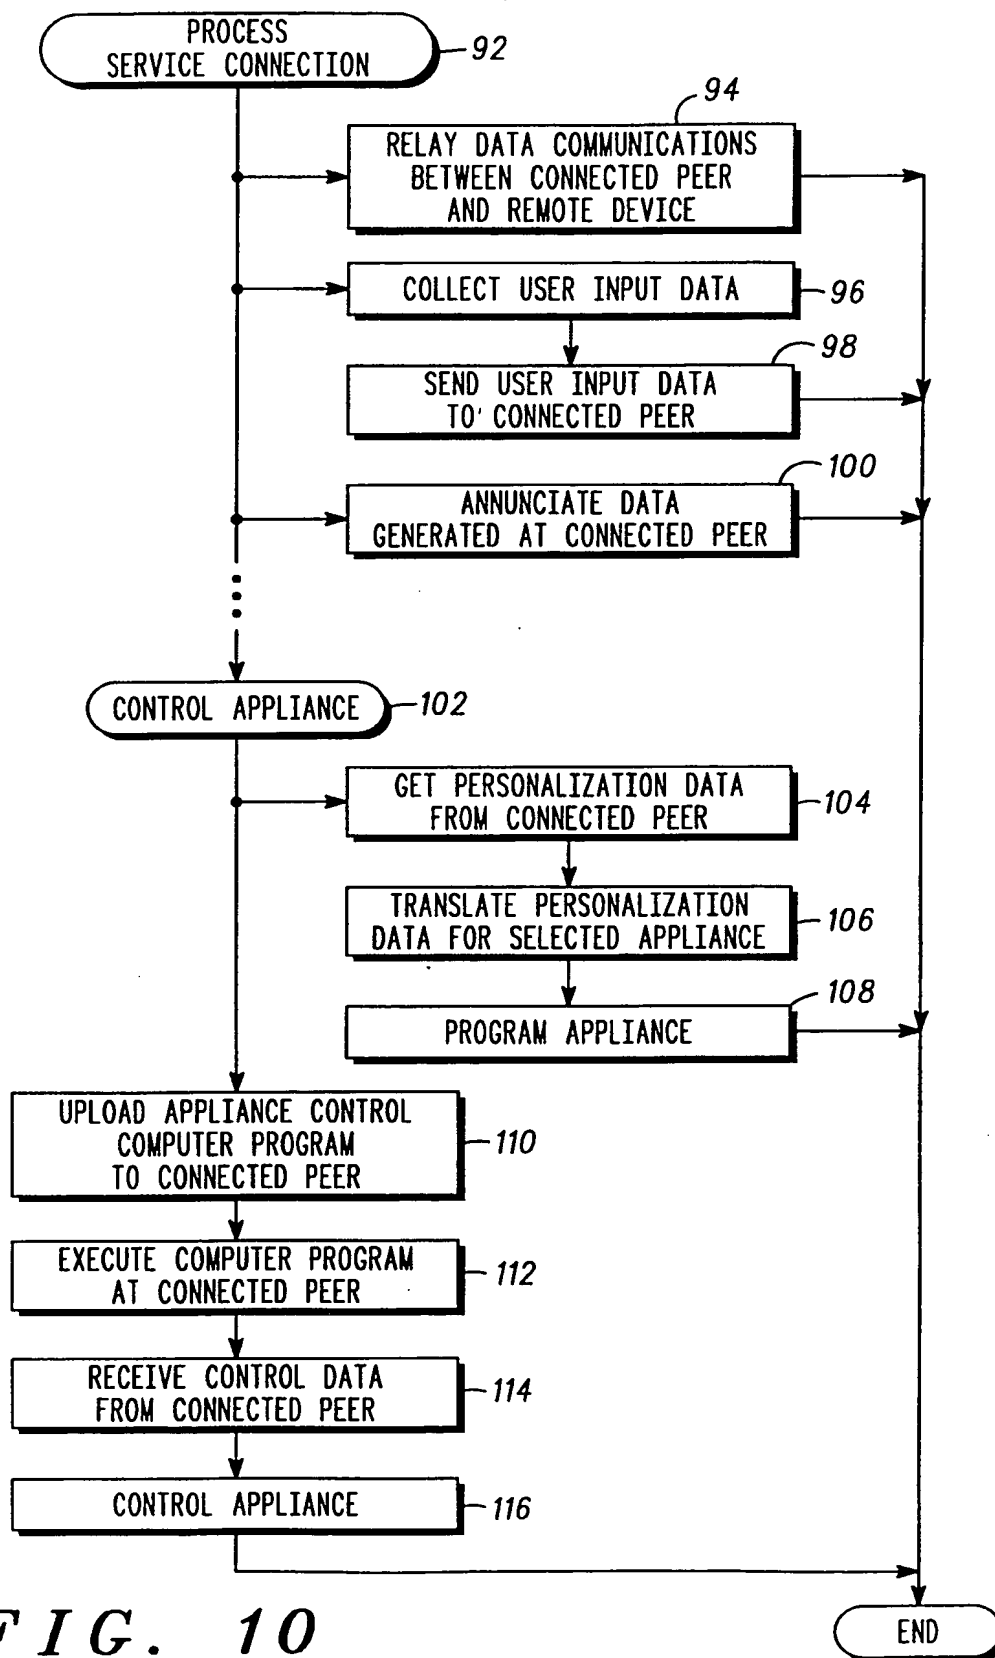 PROCESS
SERVICE CONNECTION
92
94
RELAY DATA COMMUNICATIONS
BETWEEN CONNECTED PEER
AND REMOTE DEVICE
COLLECT USER INPUT DATA
96
98
SEND USER INPUT DATA
TO CONNECTED PEER
100
ANNUNCIATE DATA
GENERATED AT CONNECTED PEER
CONTROL APPLIANCE
102
GET PERSONALIZATION DATA
FROM CONNECTED PEER
104
TRANSLATE PERSONALIZATION
DATA FOR SELECTED APPLIANCE
106
108
PROGRAM APPLIANCE
UPLOAD APPLIANCE CONTROL
COMPUTER PROGRAM
TO CONNECTED PEER
110
EXECUTE COMPUTER PROGRAM
AT CONNECTED PEER
112
RECEIVE CONTROL DATA
FROM CONNECTED PEER
114
CONTROL APPLIANCE
116
END
FIG. 10